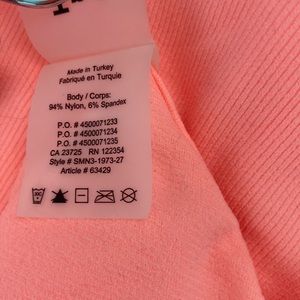 Made in Turkey
Fabriqué en Turquie
Body / Corps:
94% Nylon, 6% Spandex
P.O. # 4500071233
P.O. # 4500071234
P.O. # 4500071235
CA 23725 RN 122354
Style # SMN3-1973-27
Article # 63429